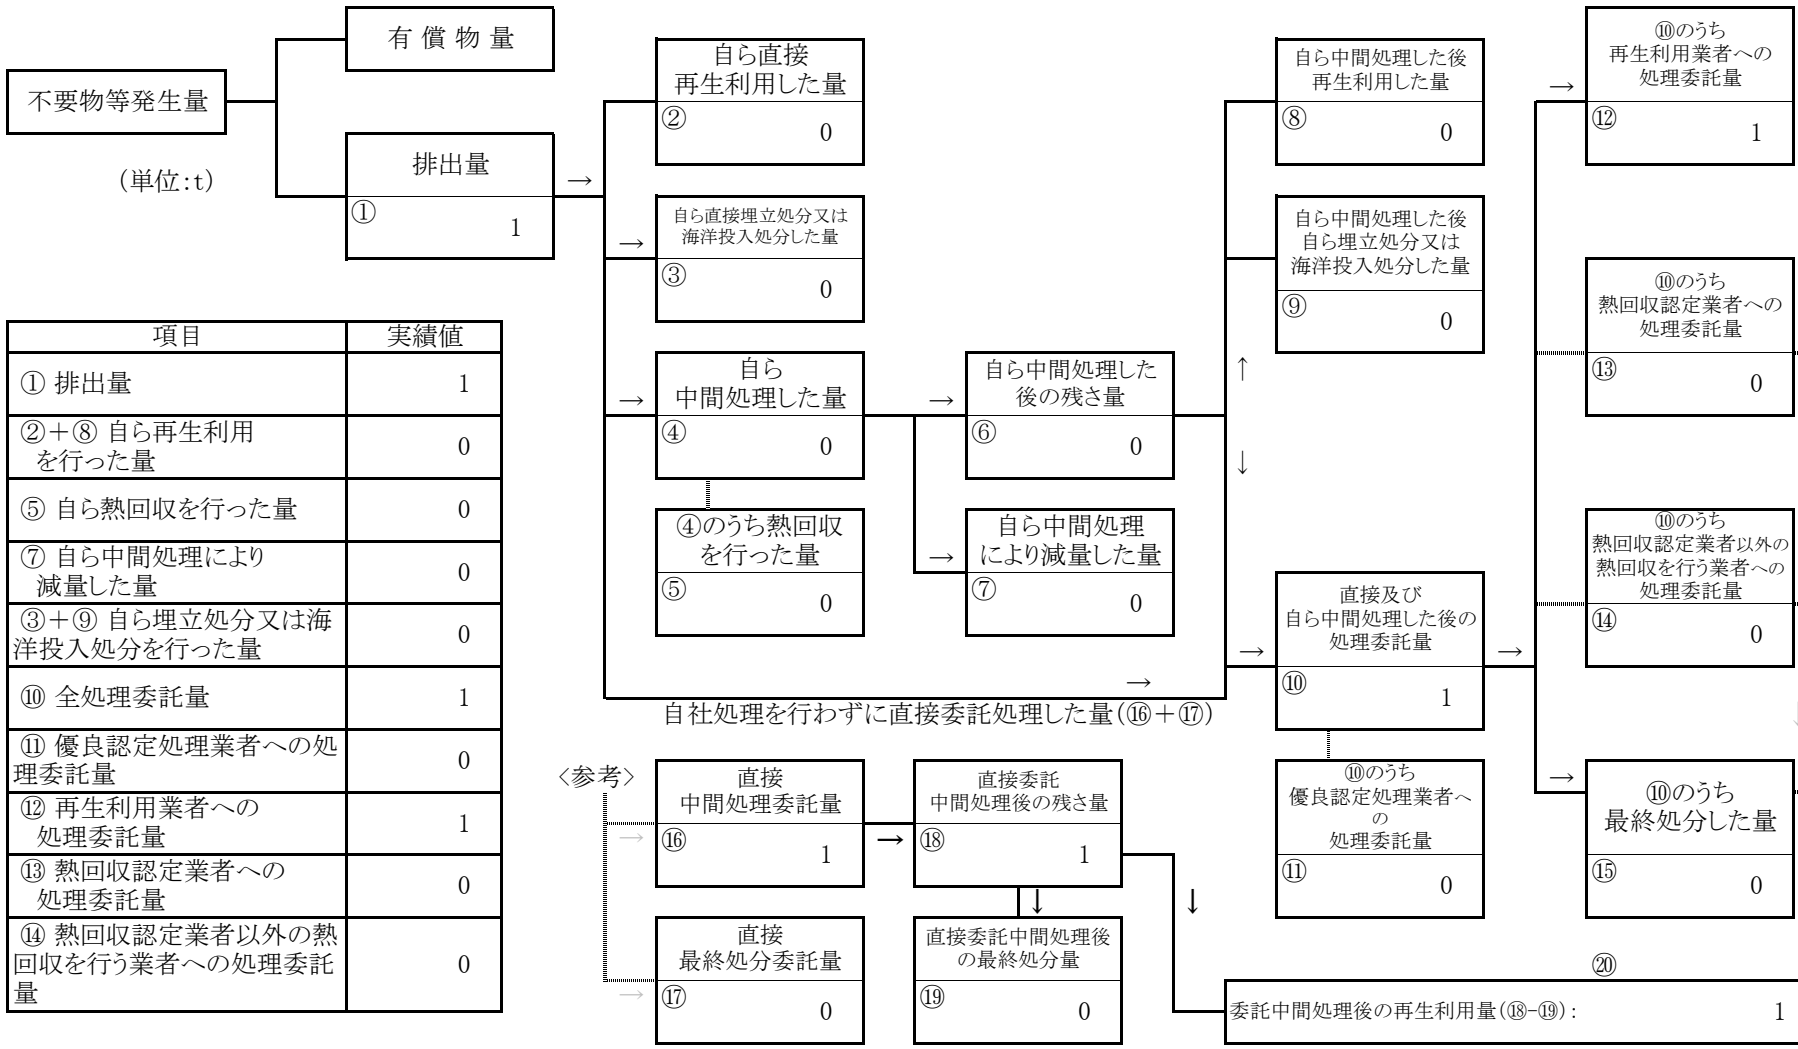 有 償 物 量
不要物等発生量
（単位：t）
排出量
①
1
→
自ら直接
再生利用した量
②
0
→
自ら直接埋立処分又は
海洋投入処分した量
③
0
→
自ら
中間処理した量
④
0
④のうち熱回収
を行った量
⑤
0
→
自ら中間処理した
後の残さ量
⑥
0
→
自ら中間処理
により減量した量
⑦
0
自ら中間処理した後
再生利用した量
⑧
0
自ら中間処理した後
自ら埋立処分又は
海洋投入処分した量
⑨
0
↑
↓
→
自社処理を行わずに直接委託処理した量（⑯＋⑰）
→
直接及び
自ら中間処理した後の
処理委託量
⑩
1
⑩のうち
優良認定処理業者へ
の
処理委託量
⑪
0
→
→
⑩のうち
再生利用業者への
処理委託量
⑫
1
⑩のうち
熱回収認定業者への
処理委託量
⑬
0
⑩のうち
熱回収認定業者以外の
熱回収を行う業者への
処理委託量
⑭
0
→
⑩のうち
最終処分した量
⑮
0
項目 実績値
① 排出量 1
②＋⑧ 自ら再生利用
を行った量 0
⑤ 自ら熱回収を行った量 0
⑦ 自ら中間処理により
減量した量 0
③＋⑨ 自ら埋立処分又は海
洋投入処分を行った量 0
⑩ 全処理委託量 1
⑪ 優良認定処理業者への処
理委託量 0
⑫ 再生利用業者への
処理委託量 1
⑬ 熱回収認定業者への
処理委託量 0
⑭ 熱回収認定業者以外の熱
回収を行う業者への処理委託
量 0
〈参考〉
→
直接
中間処理委託量
⑯
1
→
直接委託
中間処理後の残さ量
⑱
1
↓
↓
→
直接
最終処分委託量
⑰
0
直接委託中間処理後
の最終処分量
⑲
0
⑳
委託中間処理後の再生利用量（⑱-⑲）： 1